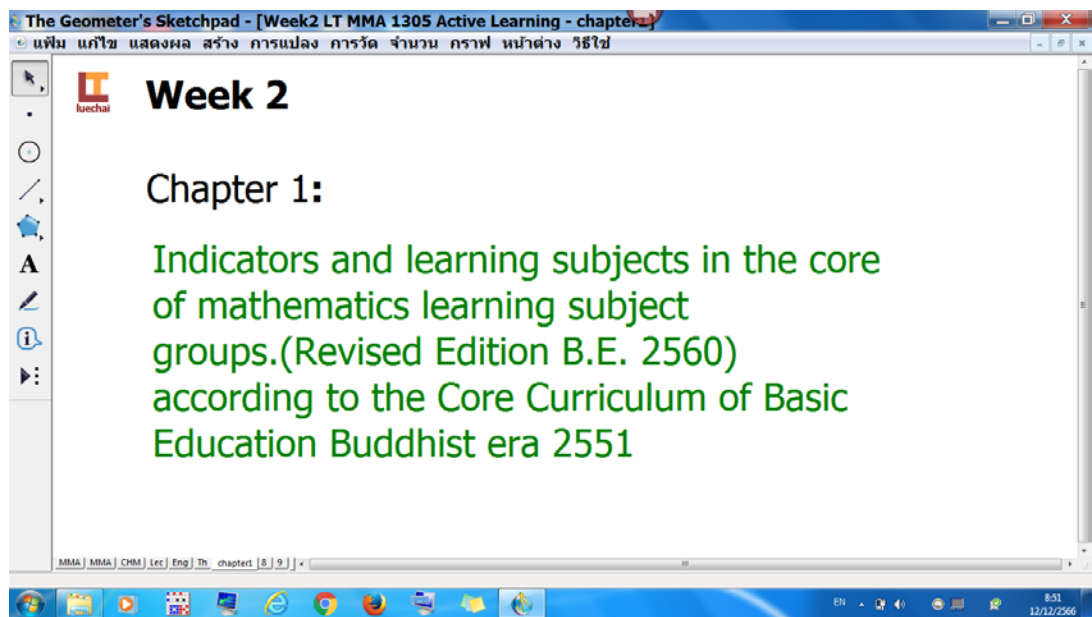 The Geometer's Sketchpad - [Week2 LT MMA 1305 Active Learning - chapter1]
แฟ้ม แก้ไข แสดงผล สร้าง การแปลง การวัด จำนวน กราฟ หน้าต่าง วิธีใช้
luechai
Week 2
Chapter 1:
Indicators and learning subjects in the core
of mathematics learning subject
groups.(Revised Edition B.E. 2560)
according to the Core Curriculum of Basic
Education Buddhist era 2551
A
MMA MMA CHM Lec Eng Th chapter1 8 9
EN 8:51
12/12/2566